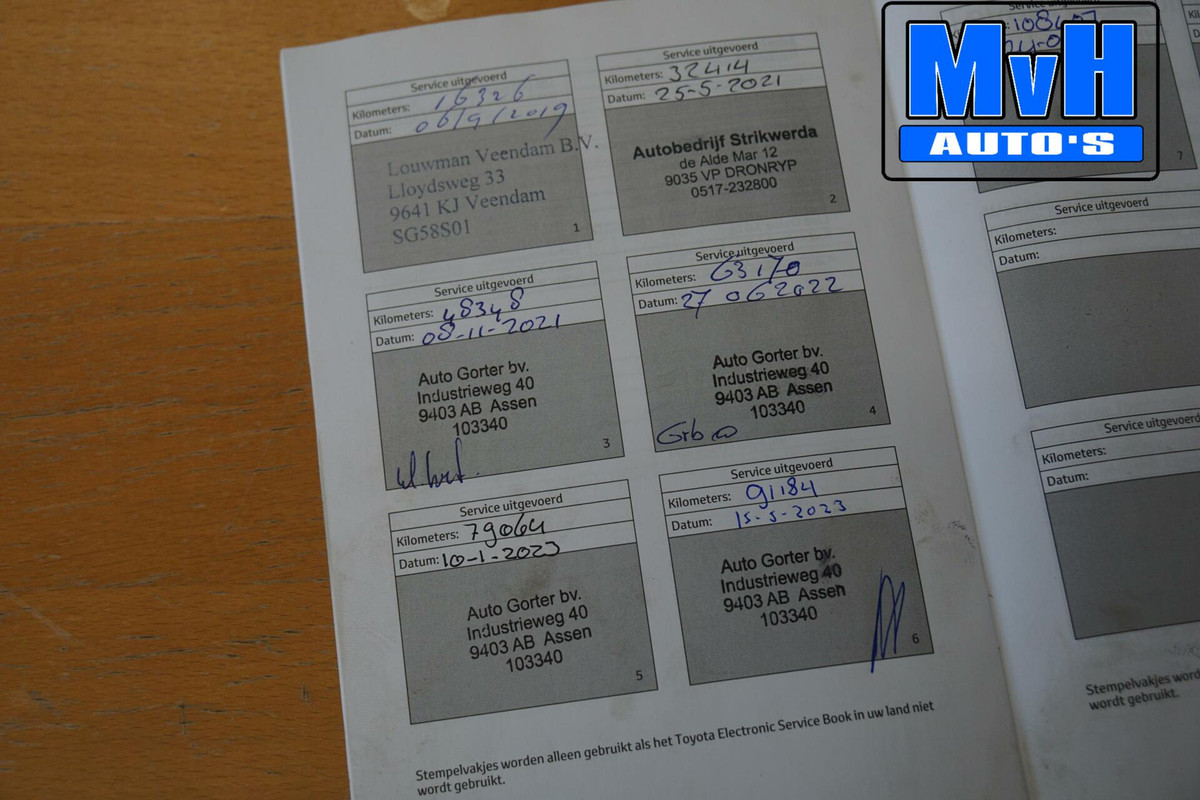 Service uitgevoerd
Kilometers: 16326
Datum: 06/9/2019
Louwman Veendam B.V.
Lloydsweg 33
9641 KJ Veendam
SG58S01
1
Service uitgevoerd
Kilometers: 32414
Datum: 25-5-2021
Autobedrijf Strikwerda
de Alde Mar 12
9035 VP DRONRYP
0517-232800
2
Service uitgevoerd
Kilometers: 48348
Datum: 08-11-2021
Auto Gorter bv.
Industrieweg 40
9403 AB Assen
103340
3
Service uitgevoerd
Kilometers: 63170
Datum: 27 06 2022
Auto Gorter bv.
Industrieweg 40
9403 AB Assen
103340
4
Service uitgevoerd
Kilometers: 79064
Datum: 10-1-2023
Auto Gorter bv.
Industrieweg 40
9403 AB Assen
103340
5
Service uitgevoerd
Kilometers: 91184
Datum: 15-5-2023
Auto Gorter bv.
Industrieweg 40
9403 AB Assen
103340
6
Stempelvakjes worden alleen gebruikt als het Toyota Electronic Service Book in uw land niet
wordt gebruikt.
MvH
AUTO'S
7
Service uitgevoerd
Kilometers:
Datum:
Service uitgevoerd
Kilometers:
Datum:
Stempelvakjes
wordt gebruikt.